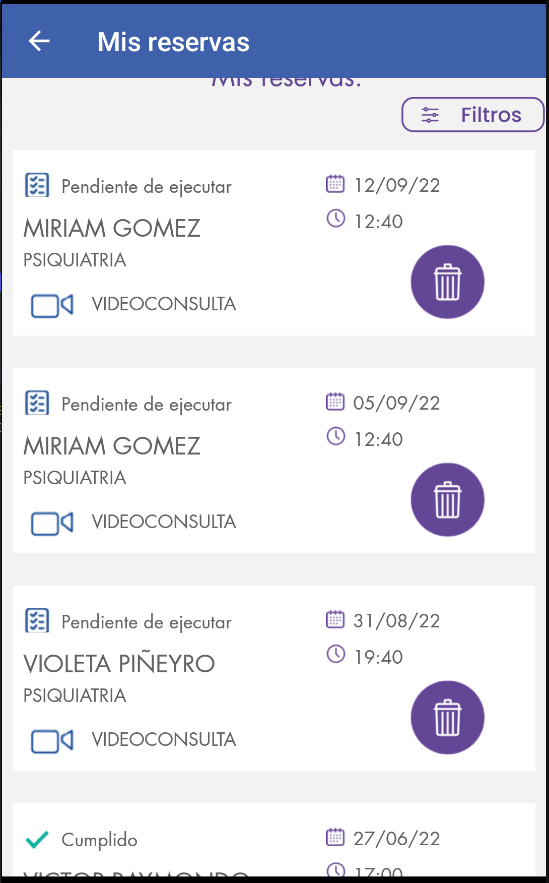 Mis reservas
Mis reservas.
Filtros
Pendiente de ejecutar
12/09/22
12:40
MIRIAM GOMEZ
PSIQUIATRIA
VIDEOCONSULTA
Pendiente de ejecutar
05/09/22
12:40
MIRIAM GOMEZ
PSIQUIATRIA
VIDEOCONSULTA
Pendiente de ejecutar
31/08/22
19:40
VIOLETA PIÑEYRO
PSIQUIATRIA
VIDEOCONSULTA
Cumplido
27/06/22
17:00
VICTOR RAYMONDO